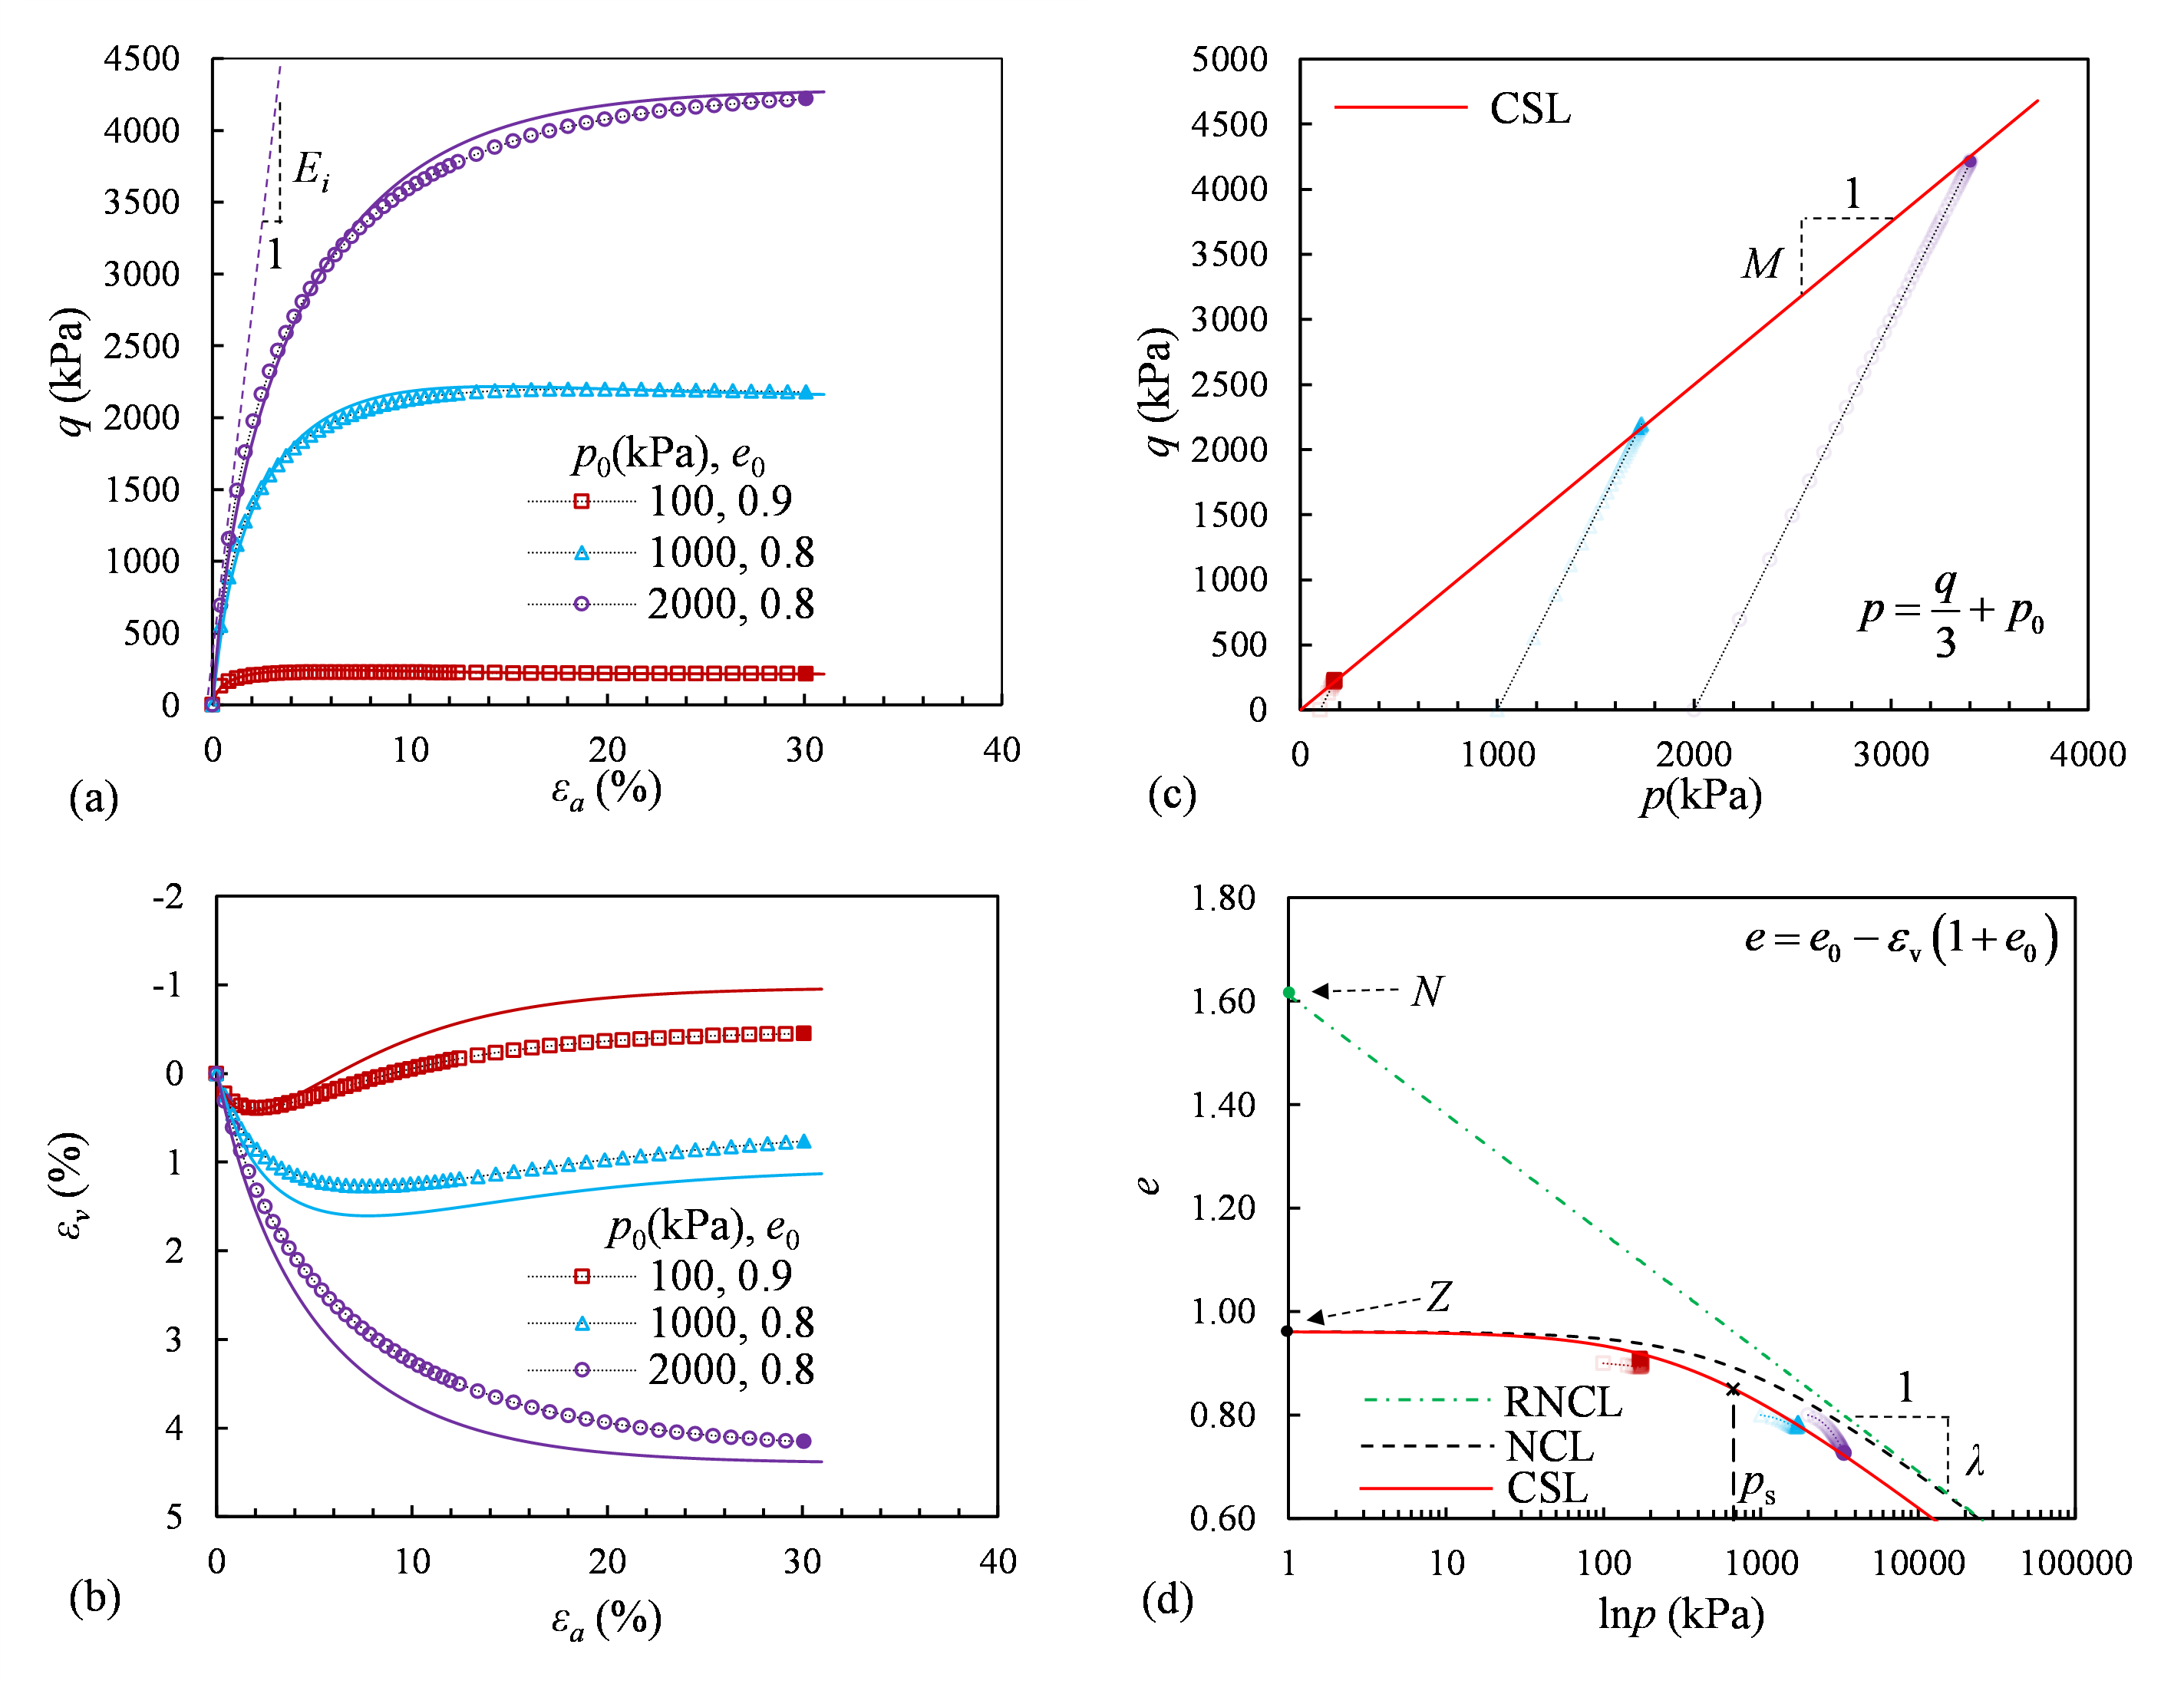 4500
4000
3500
3000
2500
2000
1500
1000
500
0
q (kPa)
E_i
1
p_0(kPa), e_0
100, 0.9
1000, 0.8
2000, 0.8
0 10 20 30 40
ε_a (%)
(a)
5000
4500
4000
3500
3000
2500
2000
1500
1000
500
0
q (kPa)
CSL
1
M
p = q/3 + p_0
0 1000 2000 3000 4000
p(kPa)
(c)
-2
-1
0
1
2
3
4
5
ε_v (%)
p_0(kPa), e_0
100, 0.9
1000, 0.8
2000, 0.8
0 10 20 30 40
ε_a (%)
(b)
1.80
1.60
1.40
1.20
1.00
0.80
0.60
e
e = e_0 − ε_v (1 + e_0)
N
Z
1
λ
RNCL
NCL
CSL
p_s
1 10 100 1000 10000 100000
lnp (kPa)
(d)